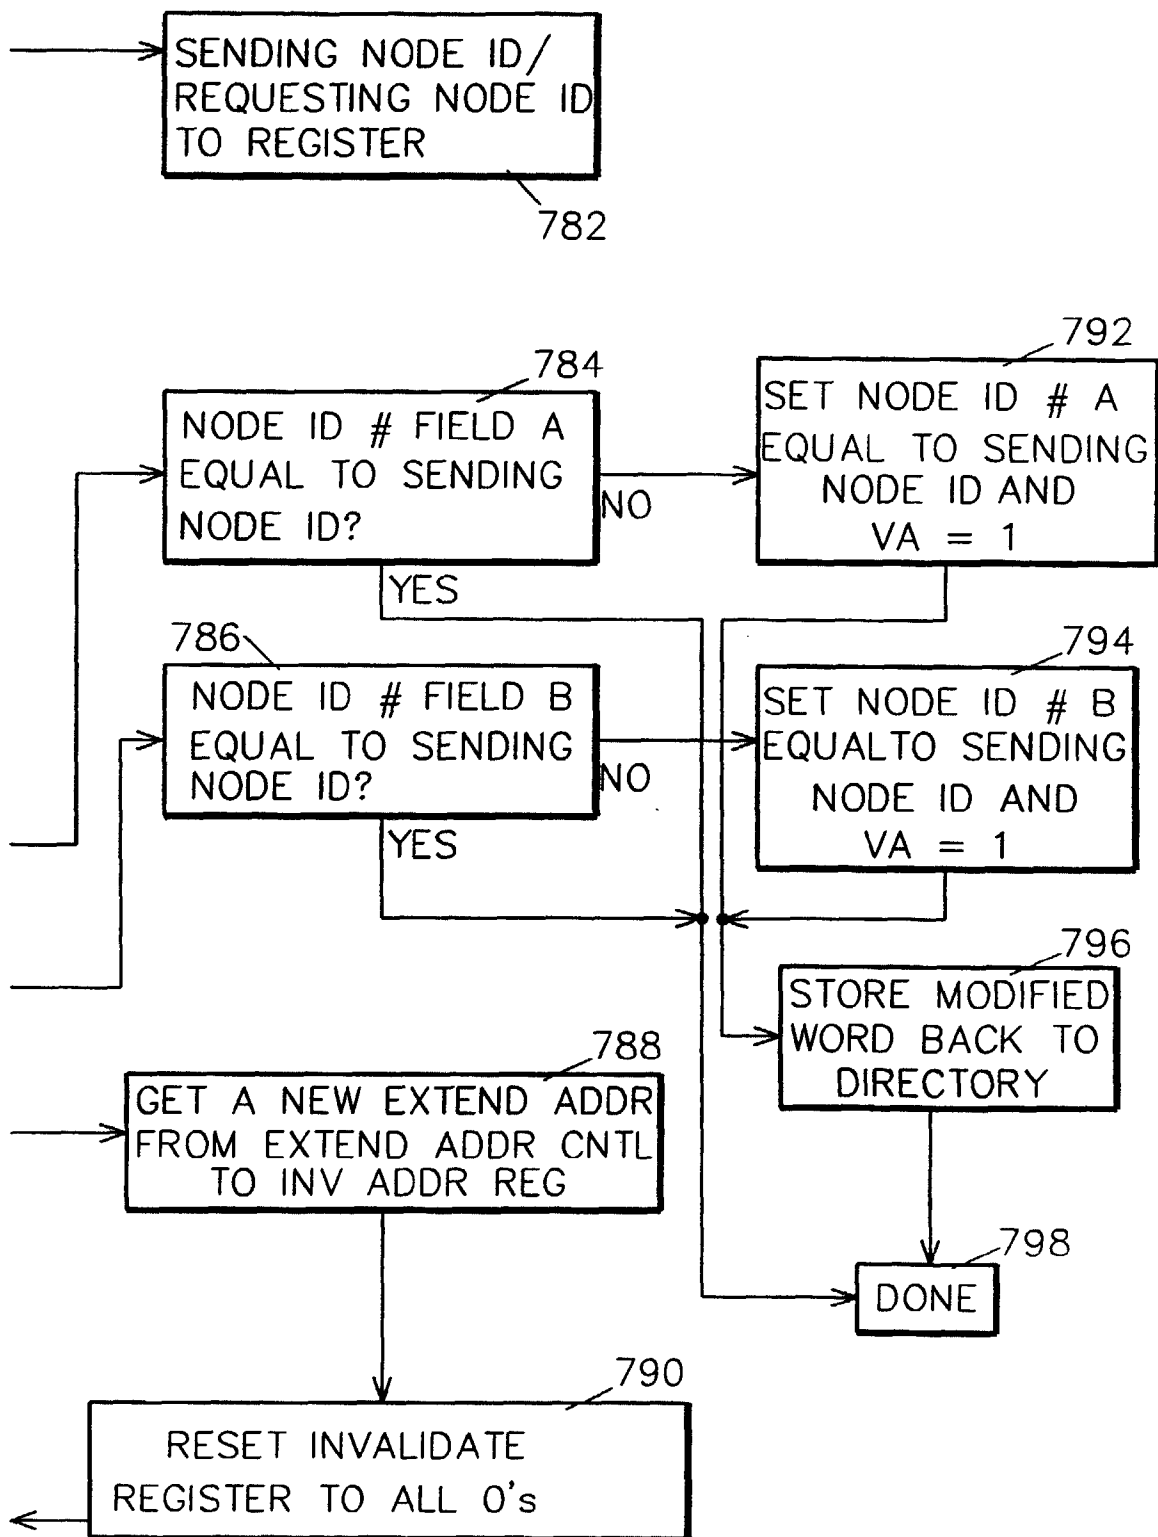 SENDING NODE ID/
REQUESTING NODE ID
TO REGISTER
782
784
NODE ID # FIELD A
EQUAL TO SENDING
NODE ID?
NO
YES
792
SET NODE ID # A
EQUAL TO SENDING
NODE ID AND
VA = 1
786
NODE ID # FIELD B
EQUAL TO SENDING
NODE ID?
NO
YES
794
SET NODE ID # B
EQUALTO SENDING
NODE ID AND
VA = 1
796
STORE MODIFIED
WORD BACK TO
DIRECTORY
788
GET A NEW EXTEND ADDR
FROM EXTEND ADDR CNTL
TO INV ADDR REG
798
DONE
790
RESET INVALIDATE
REGISTER TO ALL 0's